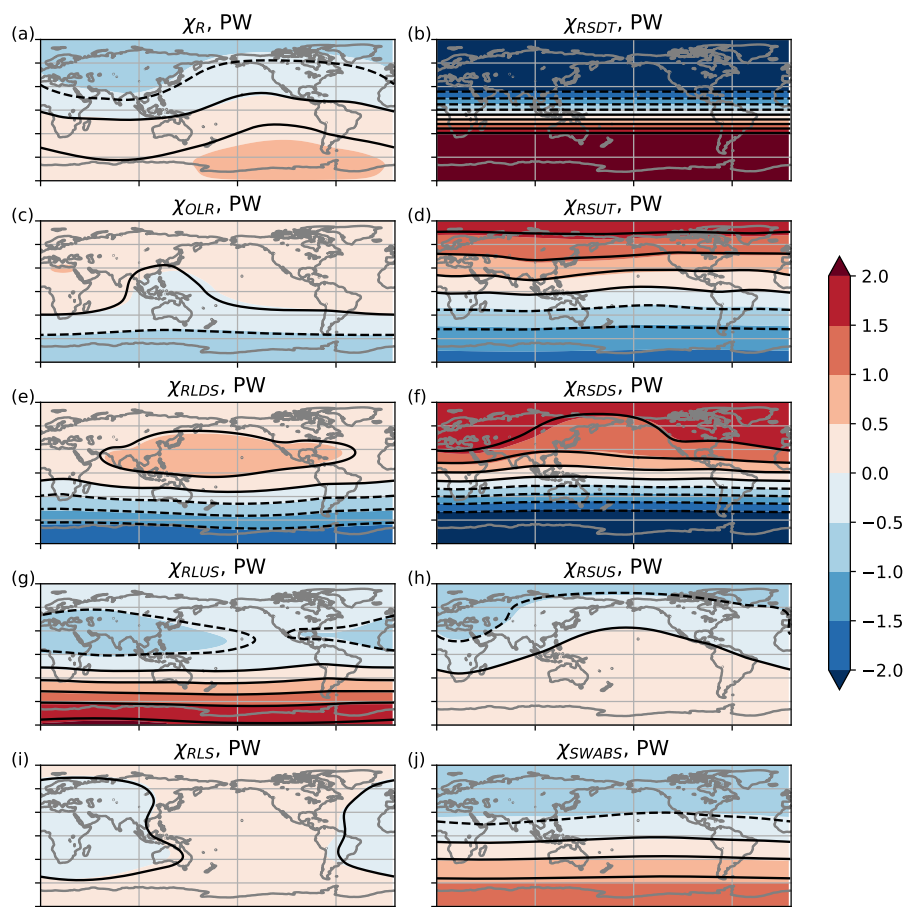 (a) χR, PW
(b) χRSDT, PW
(c) χOLR, PW
(d) χRSUT, PW
(e) χRLDS, PW
(f) χRSDS, PW
(g) χRLUS, PW
(h) χRSUS, PW
(i) χRLS, PW
(j) χSWABS, PW
2.0
1.5
1.0
0.5
0.0
−0.5
−1.0
−1.5
−2.0